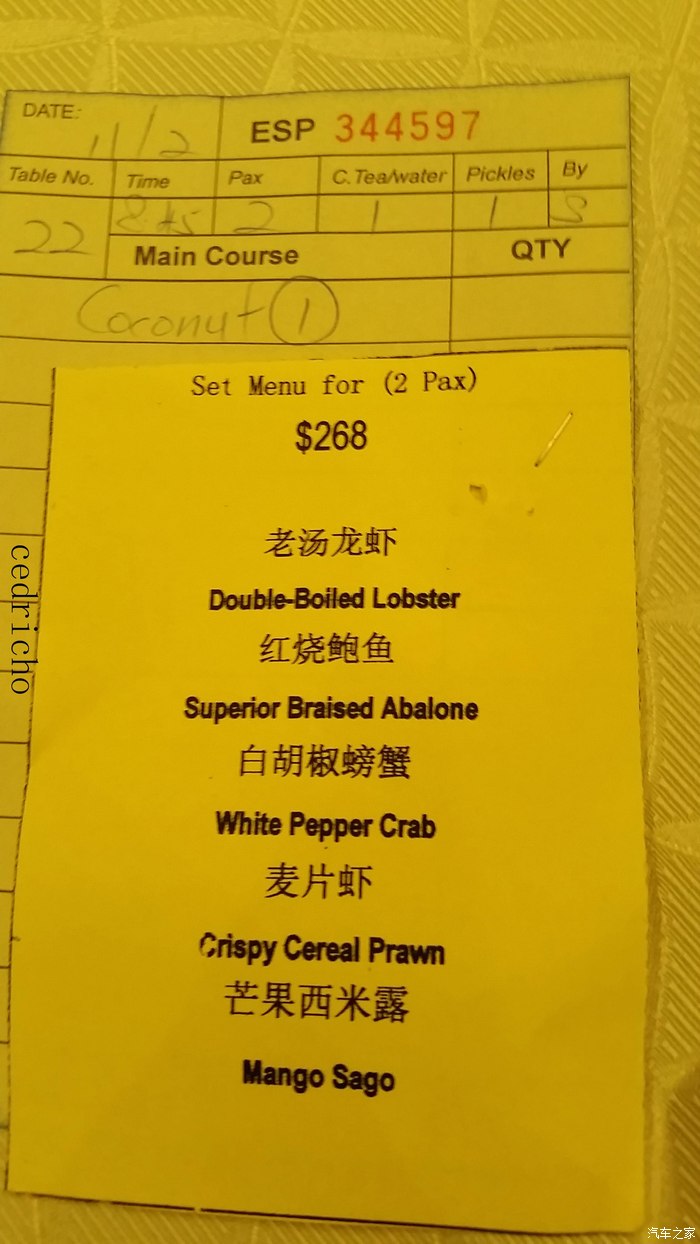 DATE: 11/2
ESP 344597
Table No. Time Pax C.Tea/water Pickles By
22 8:45 2 1 1 S
Main Course QTY
Coconut 1
Set Menu for (2 Pax)
$268
老汤龙虾
Double-Boiled Lobster
红烧鲍鱼
Superior Braised Abalone
白胡椒螃蟹
White Pepper Crab
麦片虾
Crispy Cereal Prawn
芒果西米露
Mango Sago
cedricho
汽车之家